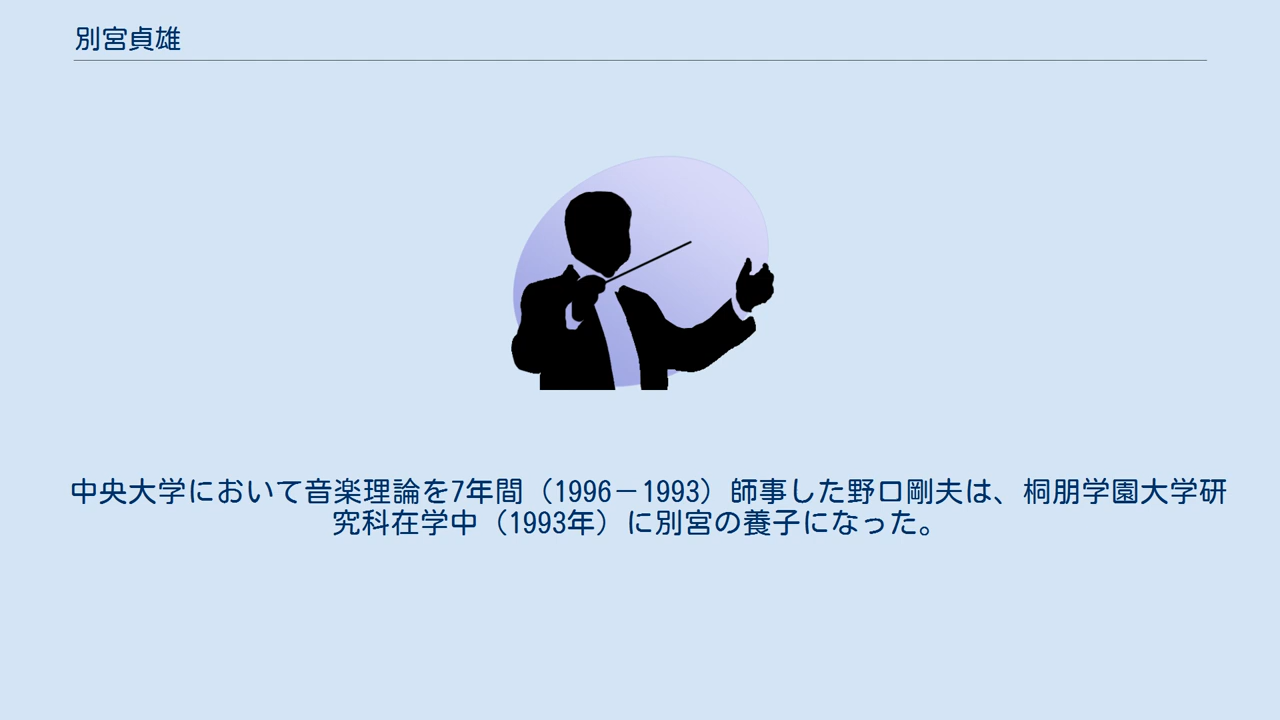 別宮貞雄
中央大学において音楽理論を7年間（1996－1993）師事した野口剛夫は、桐朋学園大学研
究科在学中（1993年）に別宮の養子になった。